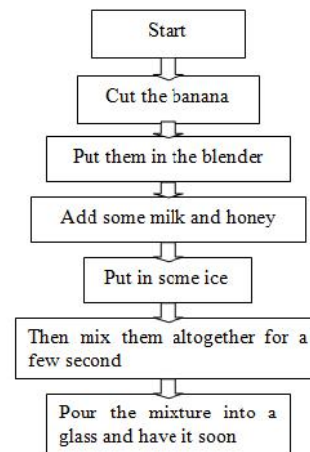 Start
Cut the banana
Put them in the blender
Add some milk and honey
Put in some ice
Then mix them altogether for a
few second
Pour the mixture into a
glass and have it soon